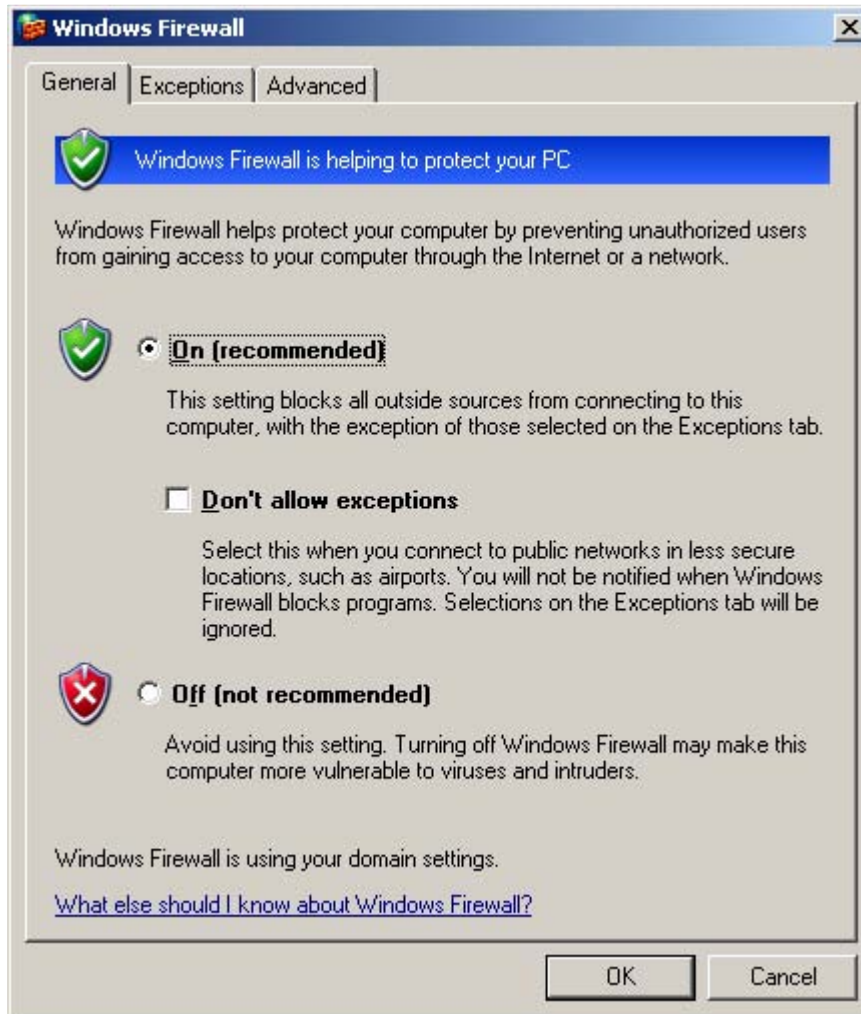 Windows Firewall
General
Exceptions
Advanced
Windows Firewall is helping to protect your PC
Windows Firewall helps protect your computer by preventing unauthorized users
from gaining access to your computer through the Internet or a network.
On (recommended)
This setting blocks all outside sources from connecting to this
computer, with the exception of those selected on the Exceptions tab.
Don't allow exceptions
Select this when you connect to public networks in less secure
locations, such as airports. You will not be notified when Windows
Firewall blocks programs. Selections on the Exceptions tab will be
ignored.
Off (not recommended)
Avoid using this setting. Turning off Windows Firewall may make this
computer more vulnerable to viruses and intruders.
Windows Firewall is using your domain settings.
What else should I know about Windows Firewall?
OK
Cancel